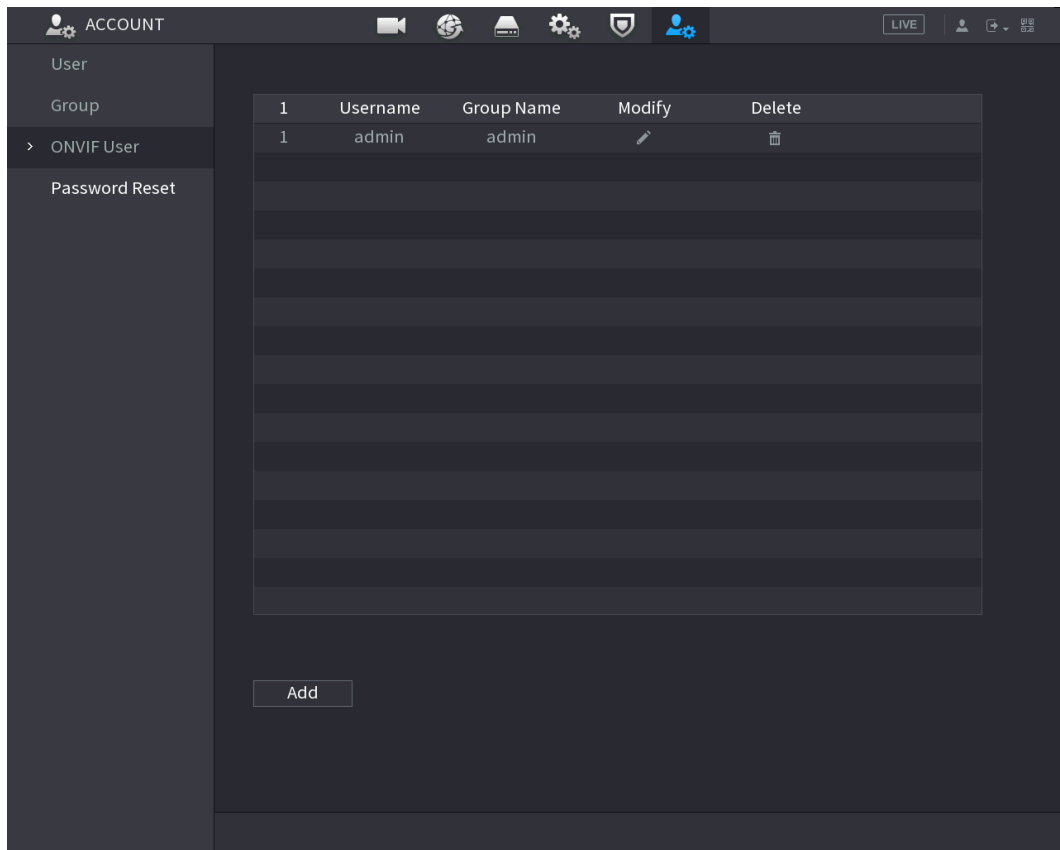 ACCOUNT LIVE
User
Group
ONVIF User
Password Reset
1 Username Group Name Modify Delete
1 admin admin
Add